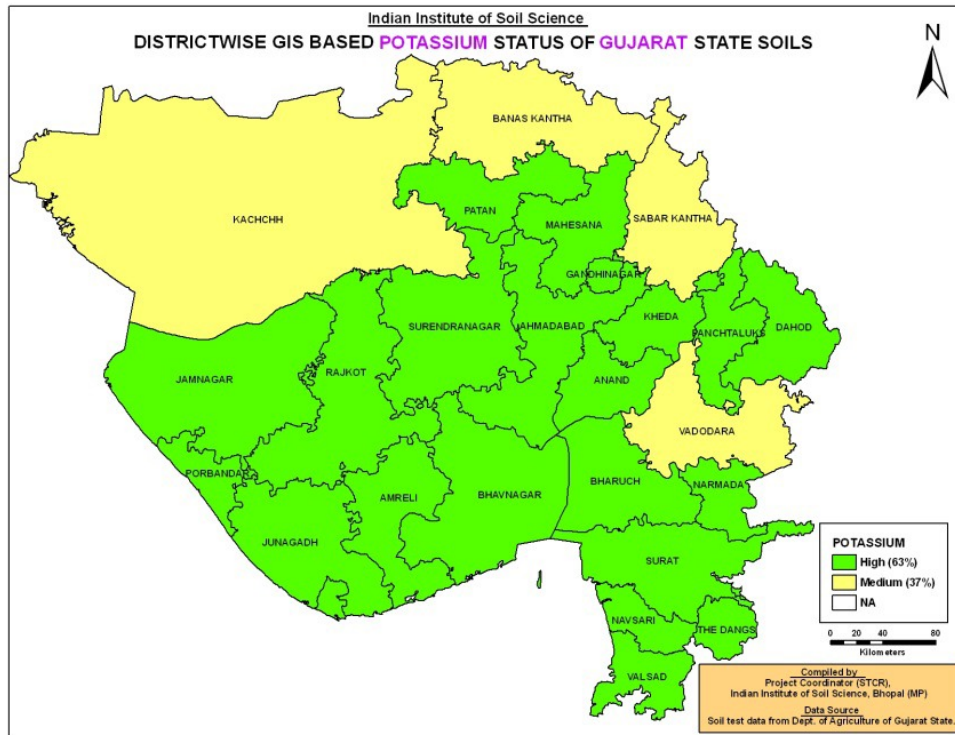 Indian Institute of Soil Science
DISTRICTWISE GIS BASED POTASSIUM STATUS OF GUJARAT STATE SOILS
N
BANAS KANTHA
KACHCHH
PATAN
MAHESANA
SABAR KANTHA
GANDHINAGAR
SURENDRANAGAR
AHMADABAD
KHEDA
PANCHTALUKS
DAHOD
JAMNAGAR
RAJKOT
ANAND
VADODARA
PORBANDAR
AMRELI
BHAVNAGAR
BHARUCH
NARMADA
JUNAGADH
SURAT
NAVSARI
THE DANGS
VALSAD
POTASSIUM
High (63%)
Medium (37%)
NA
0 10 20 40 60 80
Kilometers
Compiled by
Project Coordinator (STCR),
Indian Institute of Soil Science, Bhopal (MP)
Data Source
Soil test data from Dept. of Agriculture of Gujarat State.